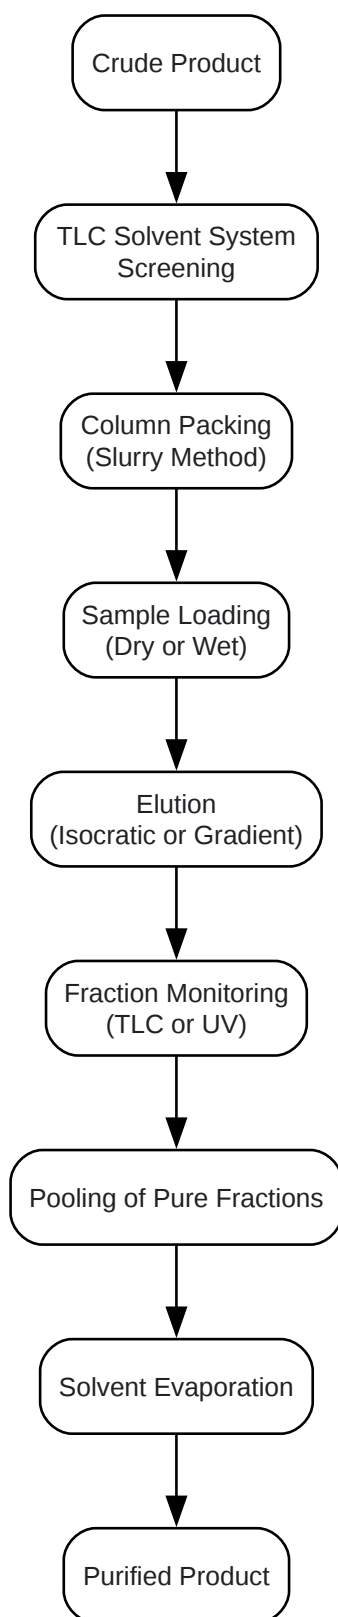 Crude Product
TLC Solvent System
Screening
Column Packing
(Slurry Method)
Sample Loading
(Dry or Wet)
Elution
(Isocratic or Gradient)
Fraction Monitoring
(TLC or UV)
Pooling of Pure Fractions
Solvent Evaporation
Purified Product